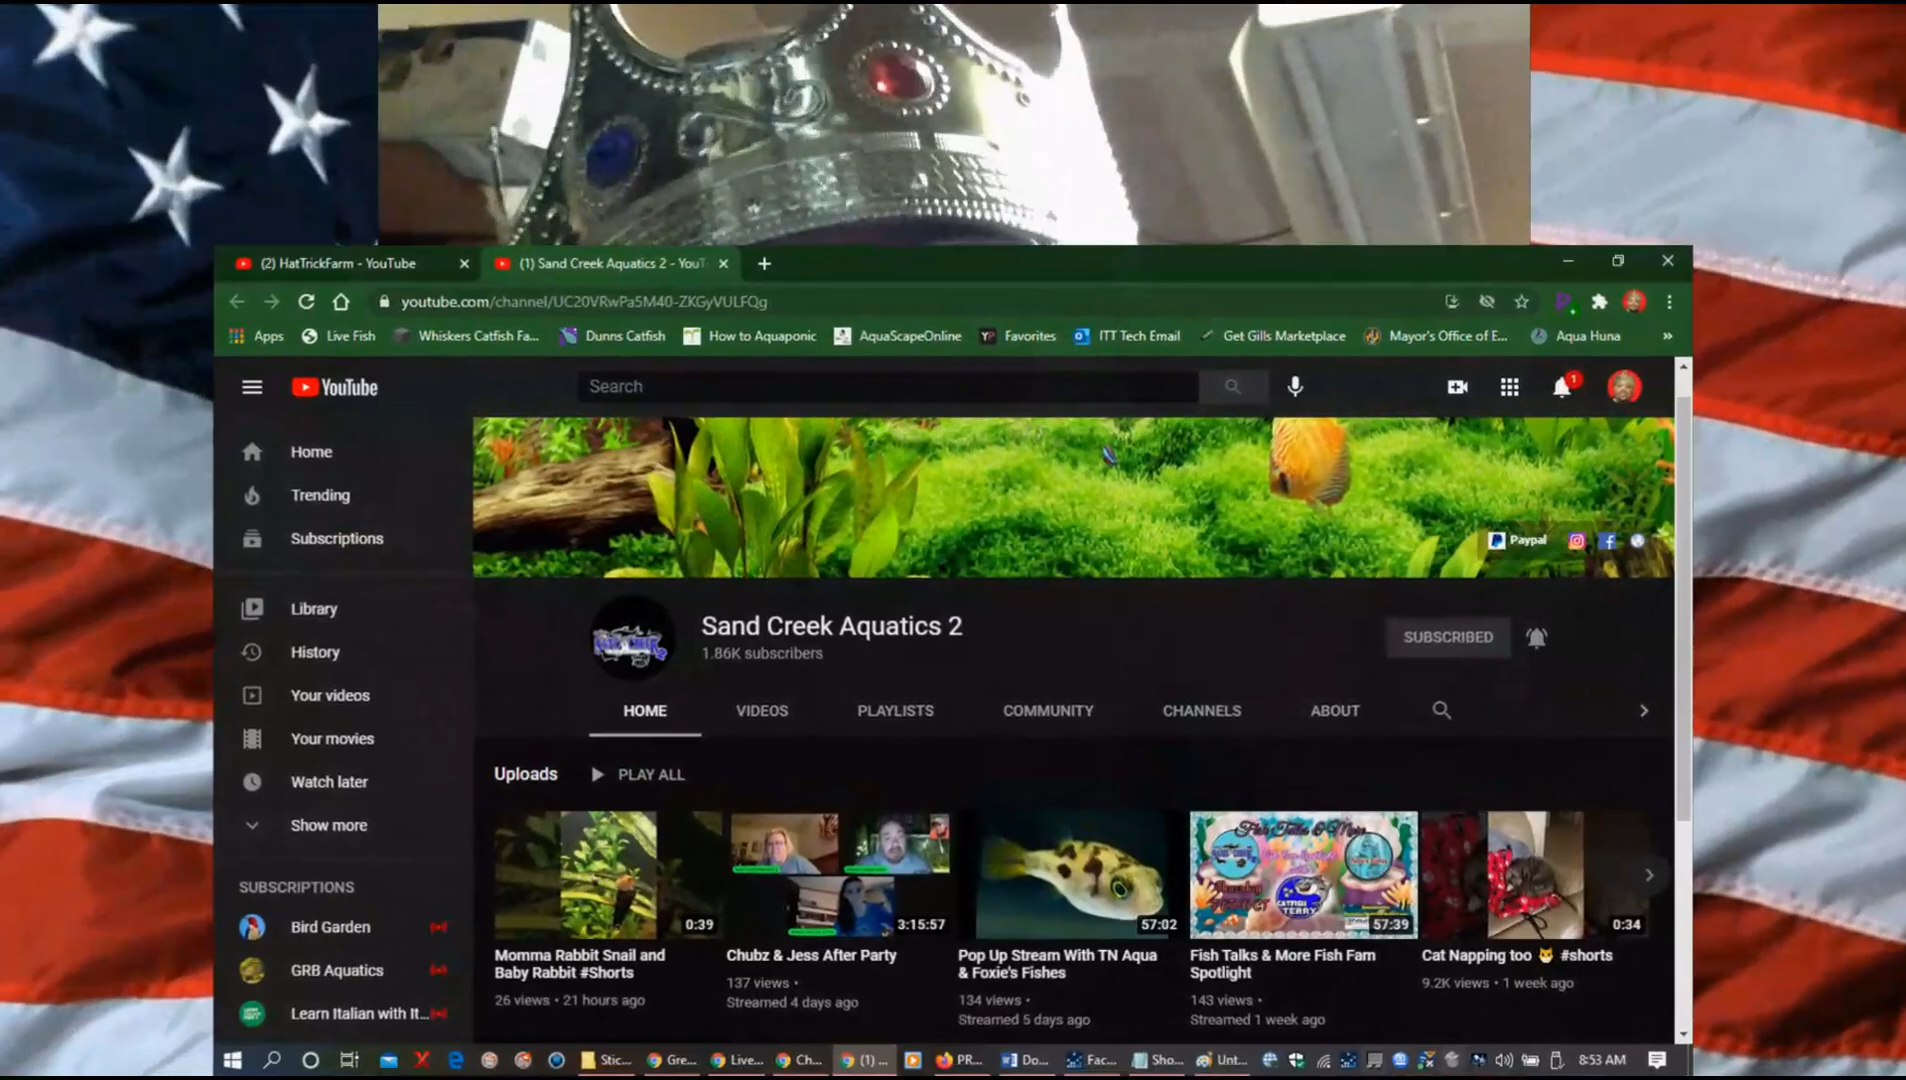 (2) HatTrickFarm - YouTube
(1) Sand Creek Aquatics 2 - YouT
youtube.com/channel/UC20VRwPa5M40-ZKGyVULFQg
Apps Live Fish Whiskers Catfish Fa... Dunns Catfish How to Aquaponic AquaScapeOnline Favorites ITT Tech Email Get Gills Marketplace Mayor's Office of E... Aqua Huna »
YouTube
Search
1
Home
Trending
Subscriptions
Library
History
Your videos
Your movies
Watch later
Show more
SUBSCRIPTIONS
Bird Garden
GRB Aquatics
Learn Italian with It...
Paypal
Sand Creek Aquatics 2
1.86K subscribers
SUBSCRIBED
HOME VIDEOS PLAYLISTS COMMUNITY CHANNELS ABOUT
Uploads PLAY ALL
0:39
Momma Rabbit Snail and
Baby Rabbit #Shorts
26 views • 21 hours ago
3:15:57
Chubz & Jess After Party
137 views •
Streamed 4 days ago
57:02
Pop Up Stream With TN Aqua
& Foxie's Fishes
134 views •
Streamed 5 days ago
Fish Talks & More
CATFISH
TERRY
57:39
Fish Talks & More Fish Fam
Spotlight
143 views •
Streamed 1 week ago
0:34
Cat Napping too 🐱 #shorts
9.2K views • 1 week ago
Stic... Gre... Live... Ch... (1) ... PR... Do... Fac... Sho... Unt... 8:53 AM